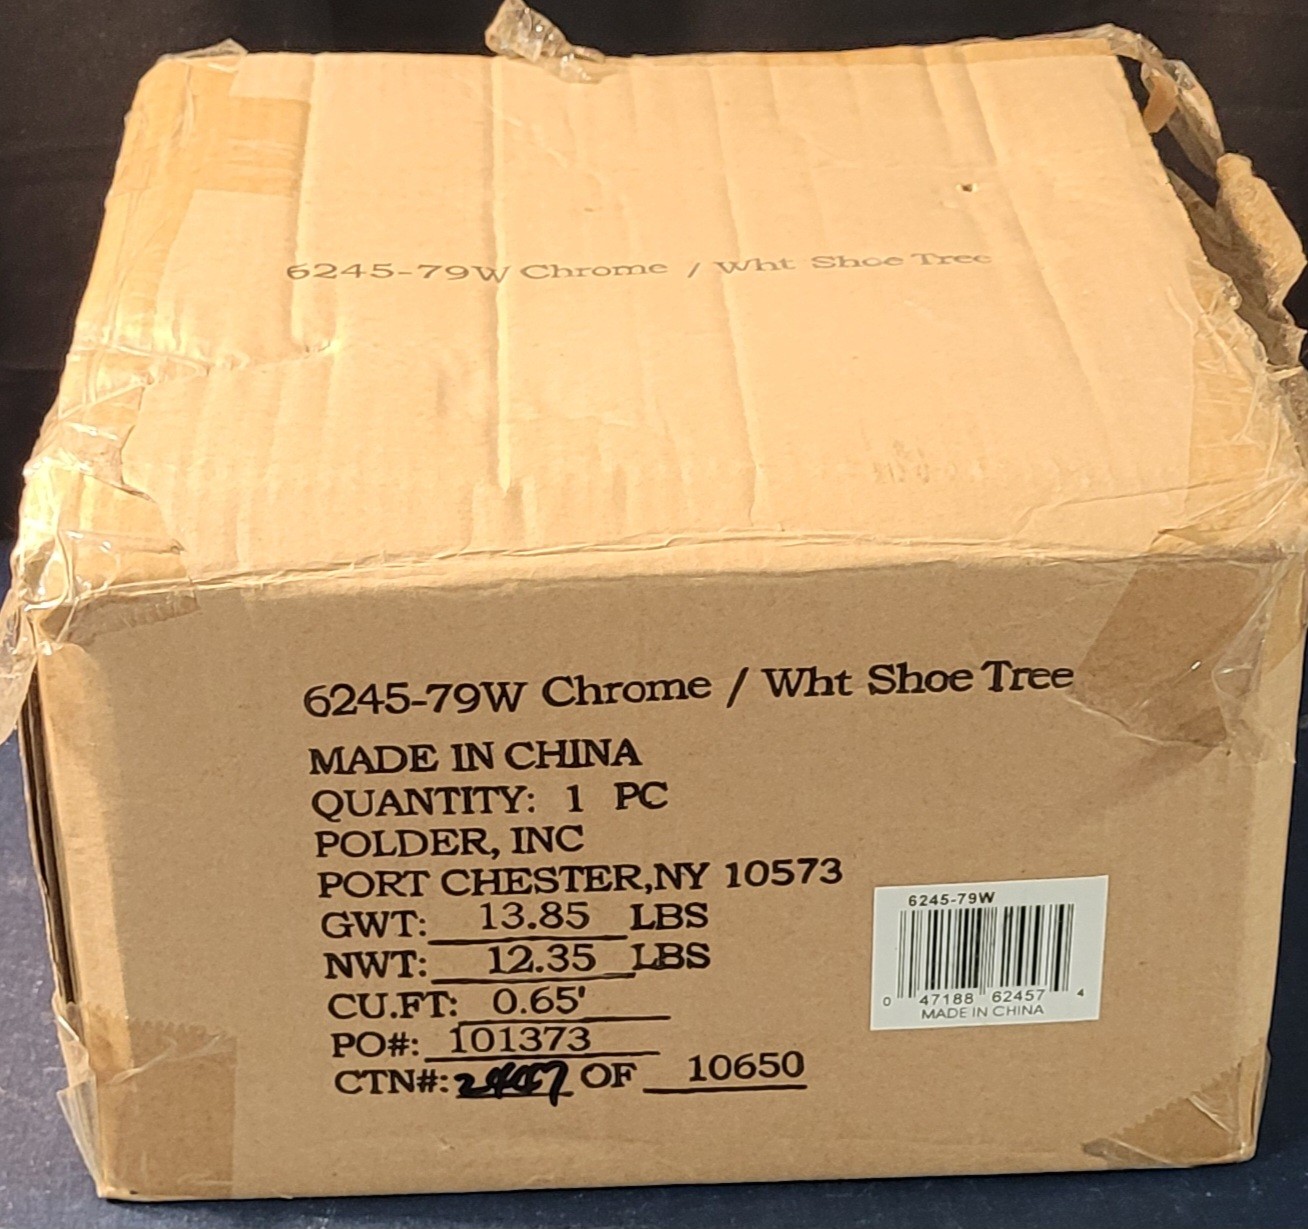 6245-79W Chrome / Wht Shoe Tree
6245-79W Chrome / Wht Shoe Tree
MADE IN CHINA
QUANTITY: 1 PC
POLDER, INC
PORT CHESTER,NY 10573
GWT: 13.85 LBS
NWT: 12.35 LBS
CU.FT: 0.65'
PO#: 101373
CTN#: OF 10650
6245-79W
0 47188 62457 4
MADE IN CHINA